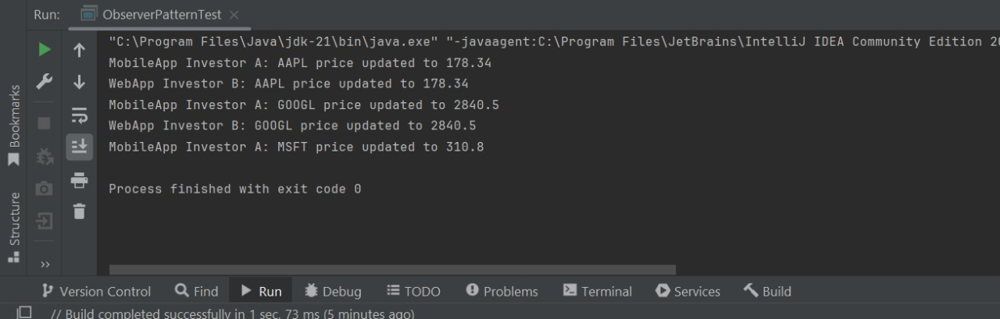 Run: ObserverPatternTest
"C:\Program Files\Java\jdk-21\bin\java.exe" "-javaagent:C:\Program Files\JetBrains\IntelliJ IDEA Community Edition 20
MobileApp Investor A: AAPL price updated to 178.34
WebApp Investor B: AAPL price updated to 178.34
MobileApp Investor A: GOOGL price updated to 2840.5
WebApp Investor B: GOOGL price updated to 2840.5
MobileApp Investor A: MSFT price updated to 310.8
Process finished with exit code 0
Bookmarks
Structure
Version Control Find Run Debug TODO Problems Terminal Services Build
// Build completed successfully in 1 sec, 73 ms (5 minutes ago)